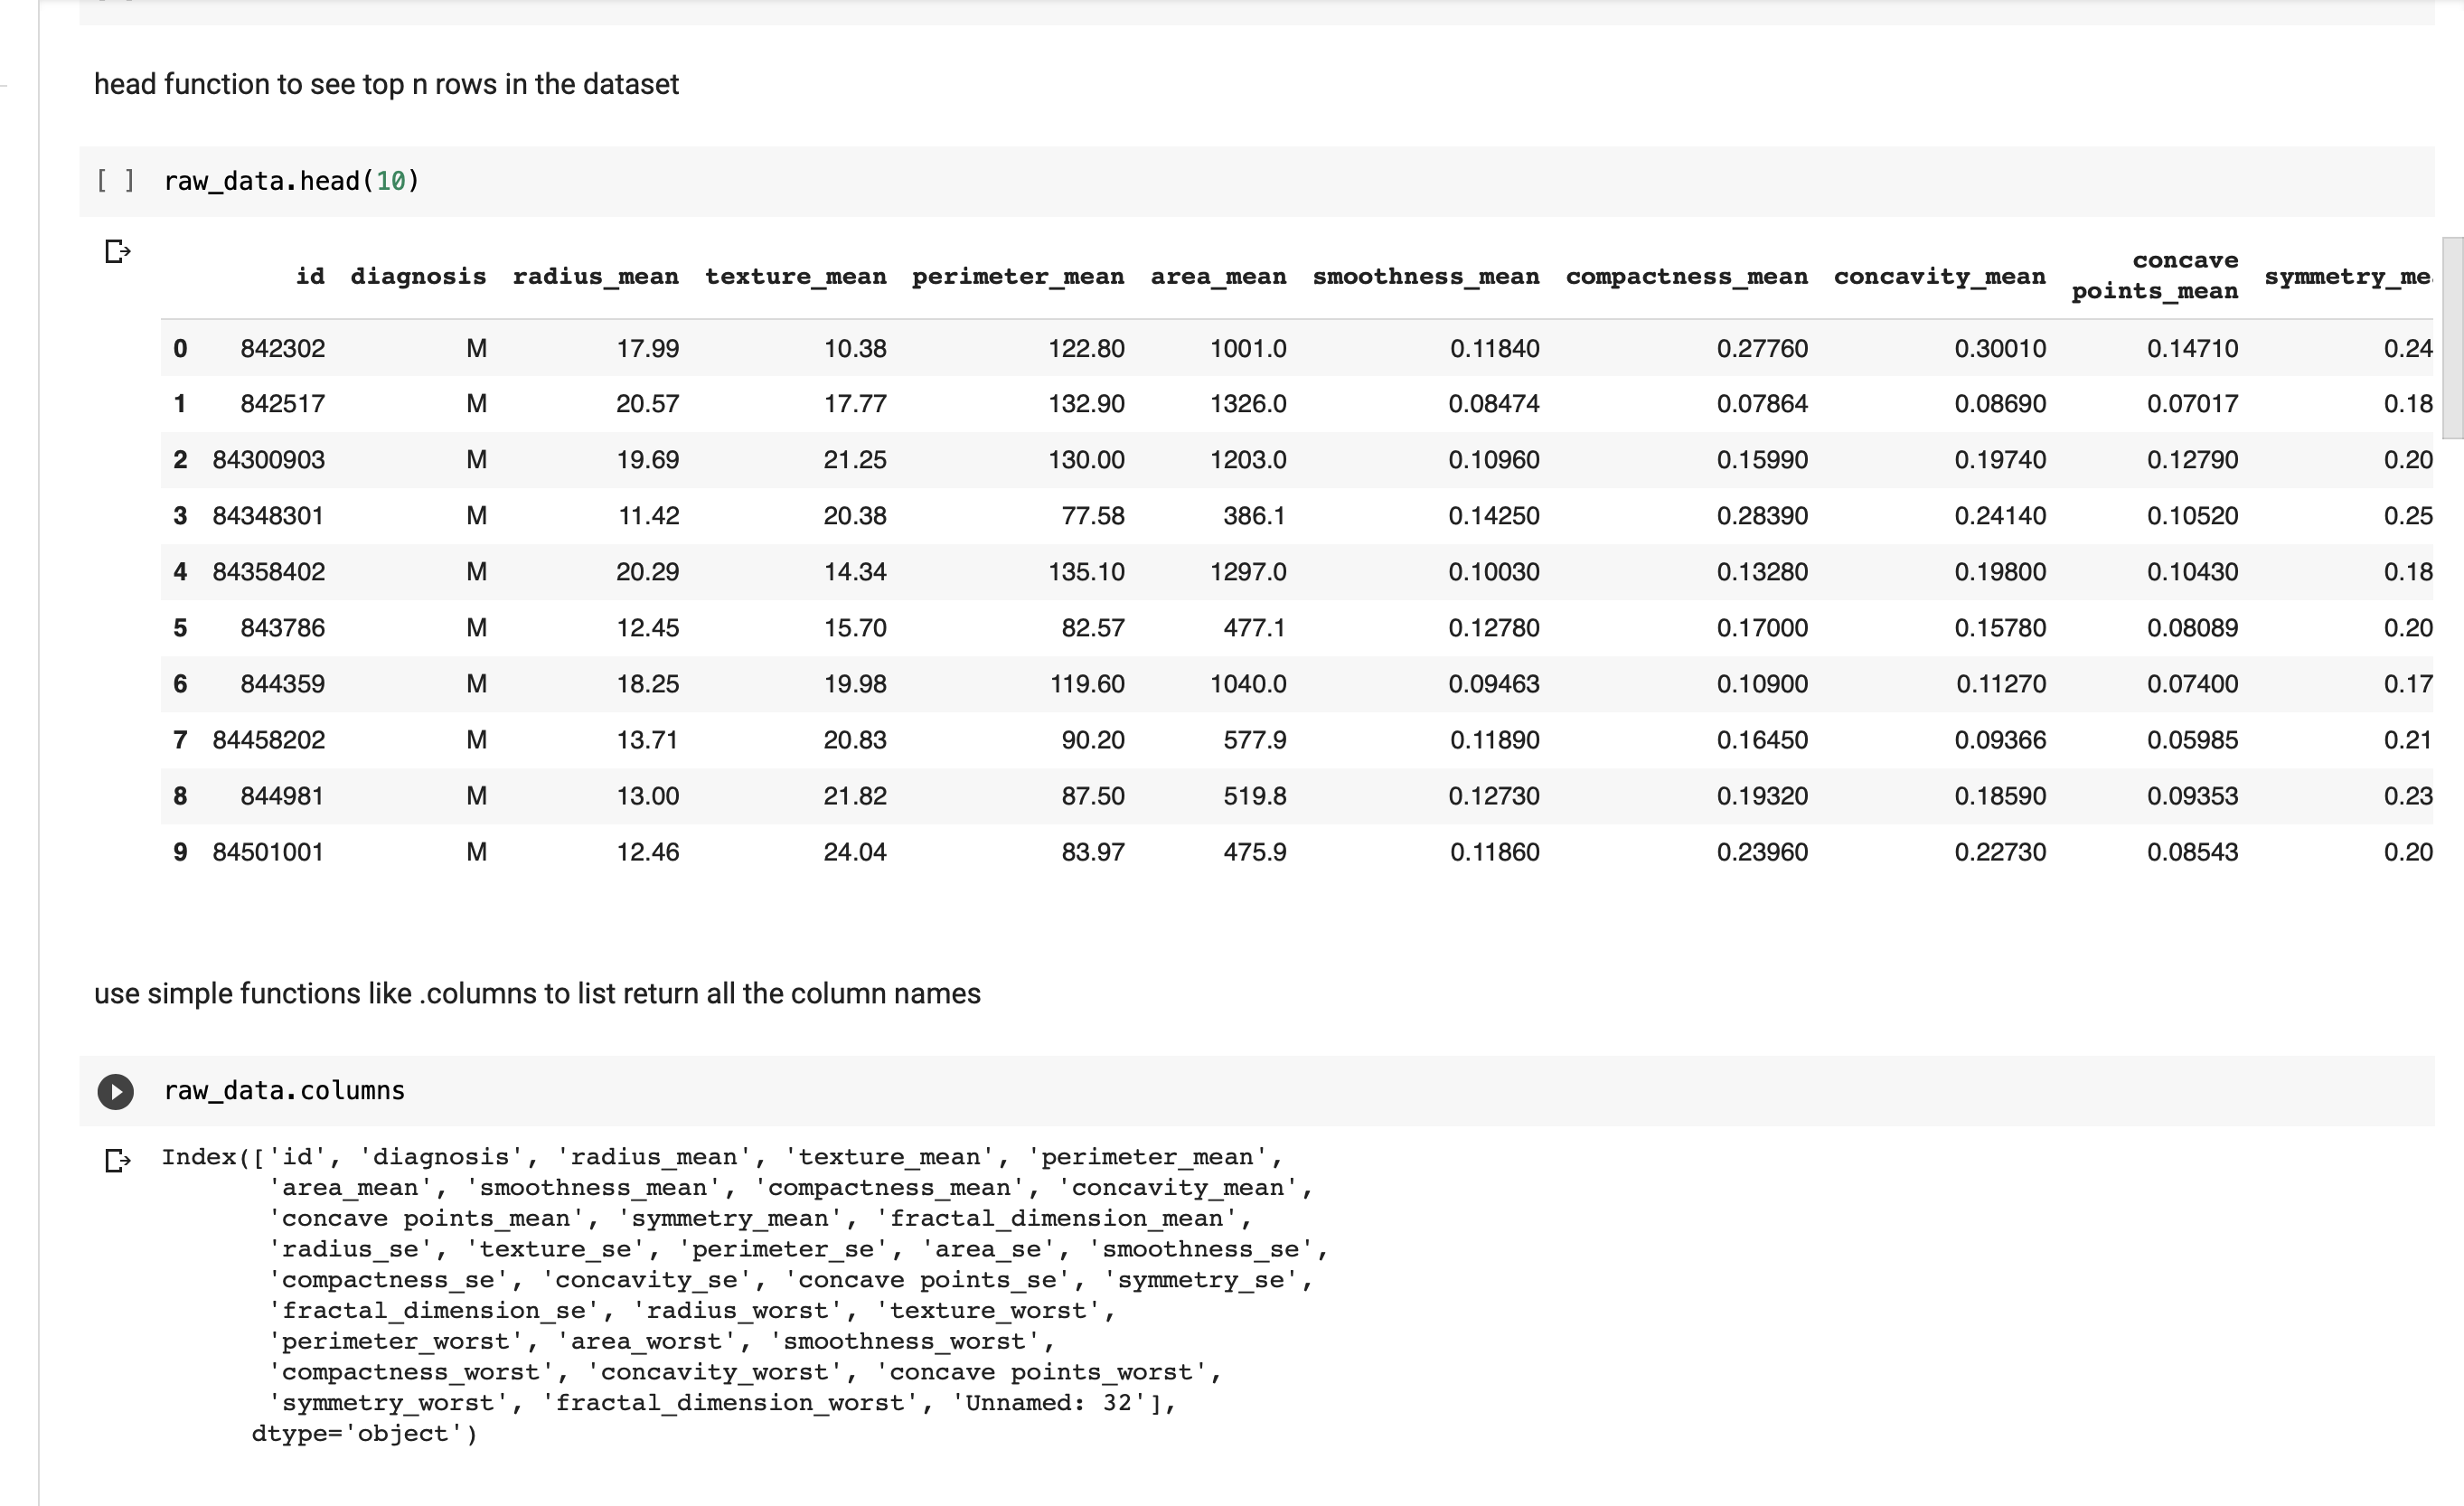 head function to see top n rows in the dataset
[ ] raw_data.head(10)
id diagnosis radius_mean texture_mean perimeter_mean area_mean smoothness_mean compactness_mean concavity_mean concave points_mean symmetry_me
0 842302 M 17.99 10.38 122.80 1001.0 0.11840 0.27760 0.30010 0.14710 0.24
1 842517 M 20.57 17.77 132.90 1326.0 0.08474 0.07864 0.08690 0.07017 0.18
2 84300903 M 19.69 21.25 130.00 1203.0 0.10960 0.15990 0.19740 0.12790 0.20
3 84348301 M 11.42 20.38 77.58 386.1 0.14250 0.28390 0.24140 0.10520 0.25
4 84358402 M 20.29 14.34 135.10 1297.0 0.10030 0.13280 0.19800 0.10430 0.18
5 843786 M 12.45 15.70 82.57 477.1 0.12780 0.17000 0.15780 0.08089 0.20
6 844359 M 18.25 19.98 119.60 1040.0 0.09463 0.10900 0.11270 0.07400 0.17
7 84458202 M 13.71 20.83 90.20 577.9 0.11890 0.16450 0.09366 0.05985 0.21
8 844981 M 13.00 21.82 87.50 519.8 0.12730 0.19320 0.18590 0.09353 0.23
9 84501001 M 12.46 24.04 83.97 475.9 0.11860 0.23960 0.22730 0.08543 0.20
use simple functions like .columns to list return all the column names
raw_data.columns
Index(['id', 'diagnosis', 'radius_mean', 'texture_mean', 'perimeter_mean',
'area_mean', 'smoothness_mean', 'compactness_mean', 'concavity_mean',
'concave points_mean', 'symmetry_mean', 'fractal_dimension_mean',
'radius_se', 'texture_se', 'perimeter_se', 'area_se', 'smoothness_se',
'compactness_se', 'concavity_se', 'concave points_se', 'symmetry_se',
'fractal_dimension_se', 'radius_worst', 'texture_worst',
'perimeter_worst', 'area_worst', 'smoothness_worst',
'compactness_worst', 'concavity_worst', 'concave points_worst',
'symmetry_worst', 'fractal_dimension_worst', 'Unnamed: 32'],
dtype='object')